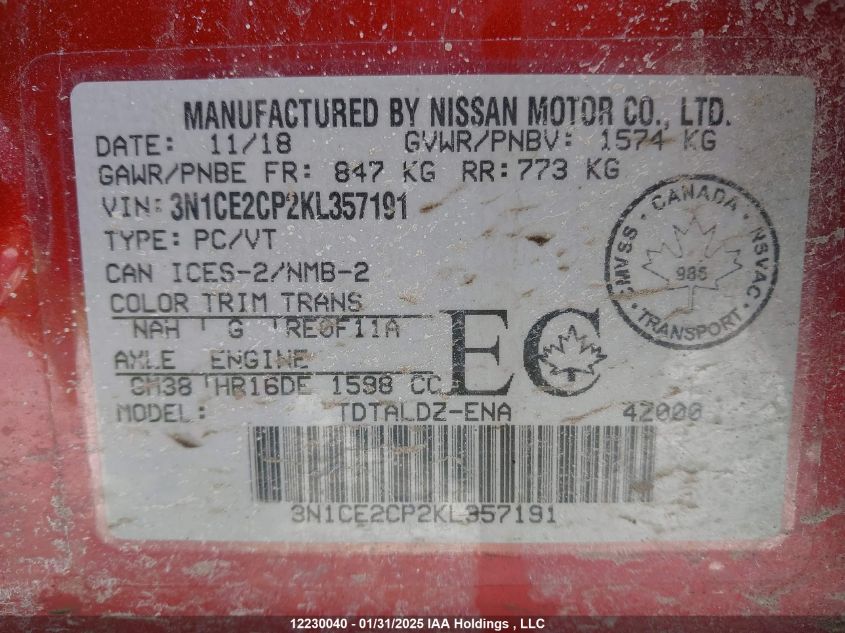 MANUFACTURED BY NISSAN MOTOR CO., LTD.
DATE: 11/18 GVWR/PNBV: 1574 KG
GAWR/PNBE FR: 847 KG RR: 773 KG
VIN: 3N1CE2CP2KL357191
TYPE: PC/VT
CAN ICES-2/NMB-2
COLOR TRIM TRANS
NAH G RE0F11A
AXLE ENGINE
GM38 HR16DE 1598 CC
MODEL: TDTALDZ-ENA 42000
EC
CANADA
CMVSS · NSVAC
985
TRANSPORT
3N1CE2CP2KL357191
12230040 - 01/31/2025 IAA Holdings , LLC